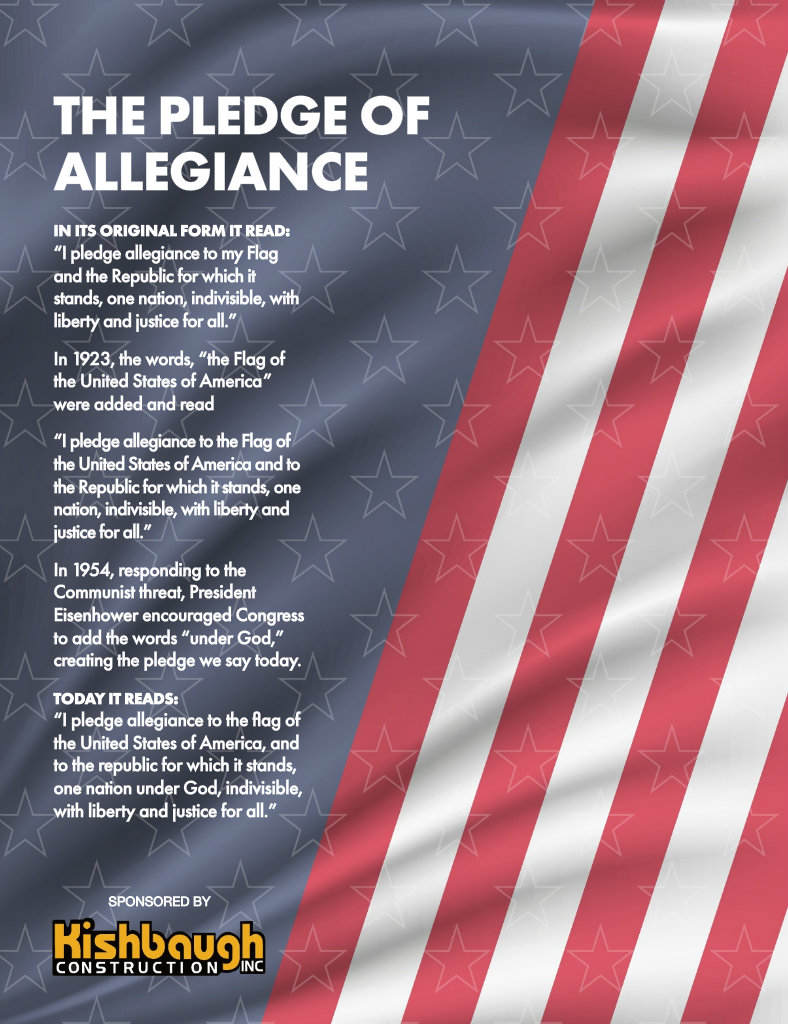 THE PLEDGE OF
ALLEGIANCE
IN ITS ORIGINAL FORM IT READ:
“I pledge allegiance to my Flag
and the Republic for which it
stands, one nation, indivisible, with
liberty and justice for all.”
In 1923, the words, “the Flag of
the United States of America”
were added and read
“I pledge allegiance to the Flag of
the United States of America and to
the Republic for which it stands, one
nation, indivisible, with liberty and
justice for all.”
In 1954, responding to the
Communist threat, President
Eisenhower encouraged Congress
to add the words “under God,”
creating the pledge we say today.
TODAY IT READS:
“I pledge allegiance to the flag of
the United States of America, and
to the republic for which it stands,
one nation under God, indivisible,
with liberty and justice for all.”
SPONSORED BY
Kishbaugh
CONSTRUCTION INC